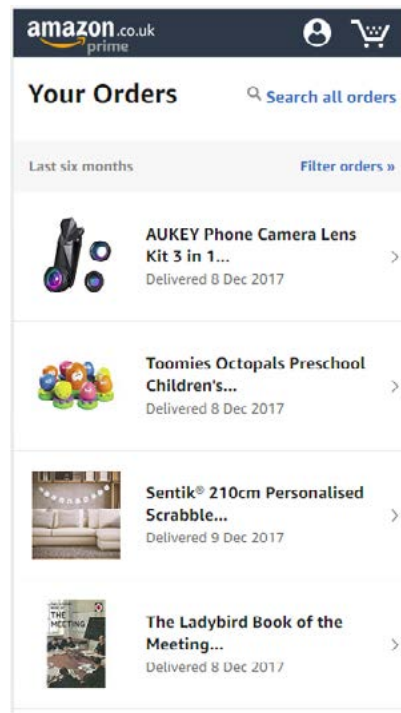 amazon.co.uk
prime
Your Orders
Search all orders
Last six months
Filter orders »
AUKEY Phone Camera Lens
Kit 3 in 1...
Delivered 8 Dec 2017
Toomies Octopals Preschool
Children's...
Delivered 8 Dec 2017
Sentik® 210cm Personalised
Scrabble...
Delivered 9 Dec 2017
THE
MEETING
The Ladybird Book of the
Meeting...
Delivered 8 Dec 2017